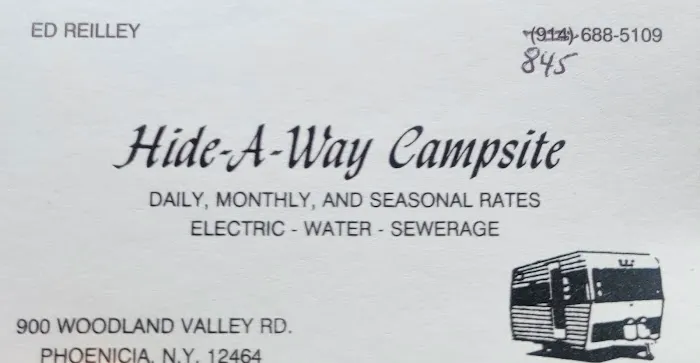 ED REILLEY
(914) 688-5109
845
Hide-A-Way Campsite
DAILY, MONTHLY, AND SEASONAL RATES
ELECTRIC - WATER - SEWERAGE
900 WOODLAND VALLEY RD.
PHOENICIA, N.Y. 12464